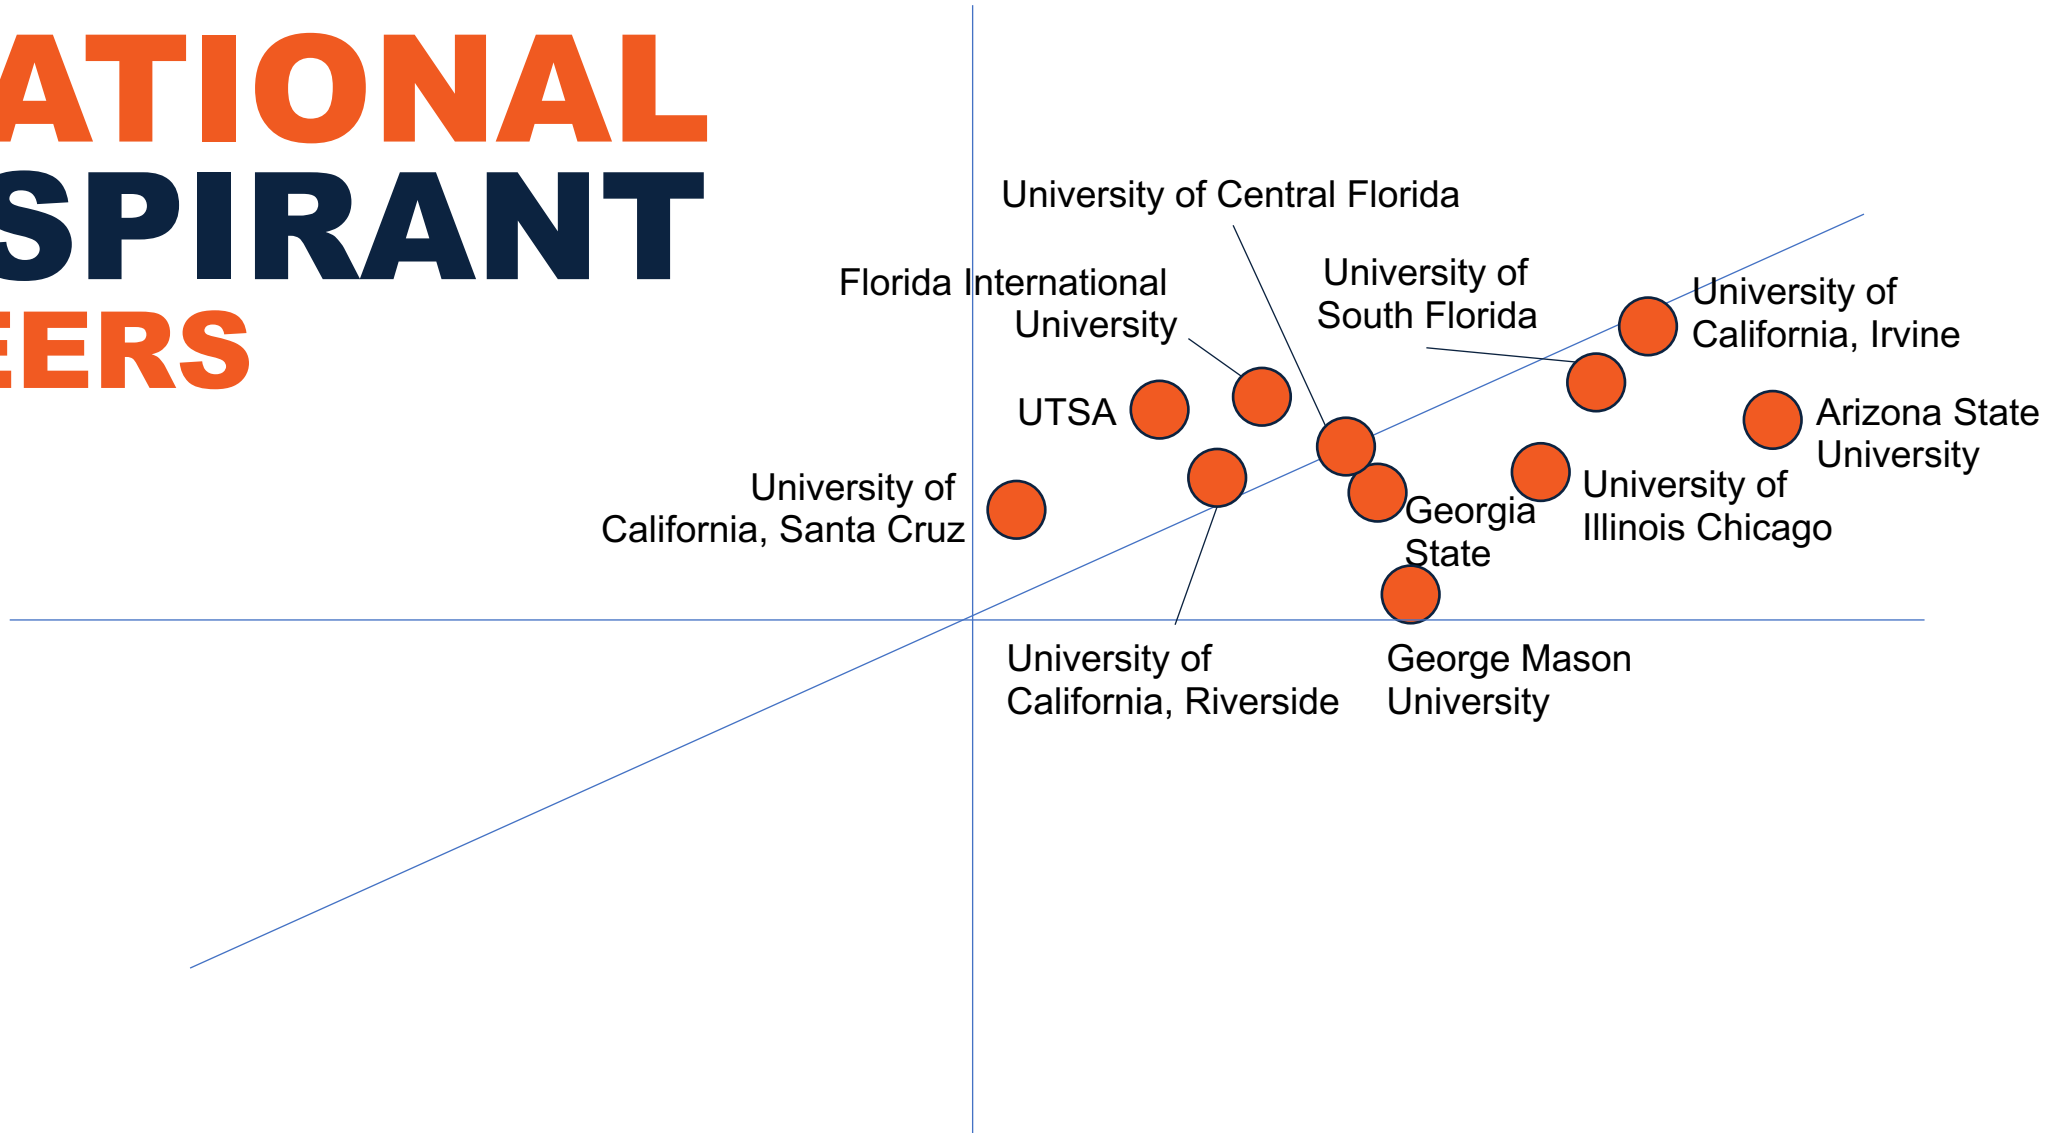 ATIONAL
SPIRANT
EERS
University of Central Florida
Florida International
University
University of
South Florida
University of
California, Irvine
UTSA
Arizona State
University
University of
California, Santa Cruz
Georgia
State
University of
Illinois Chicago
University of
California, Riverside
George Mason
University